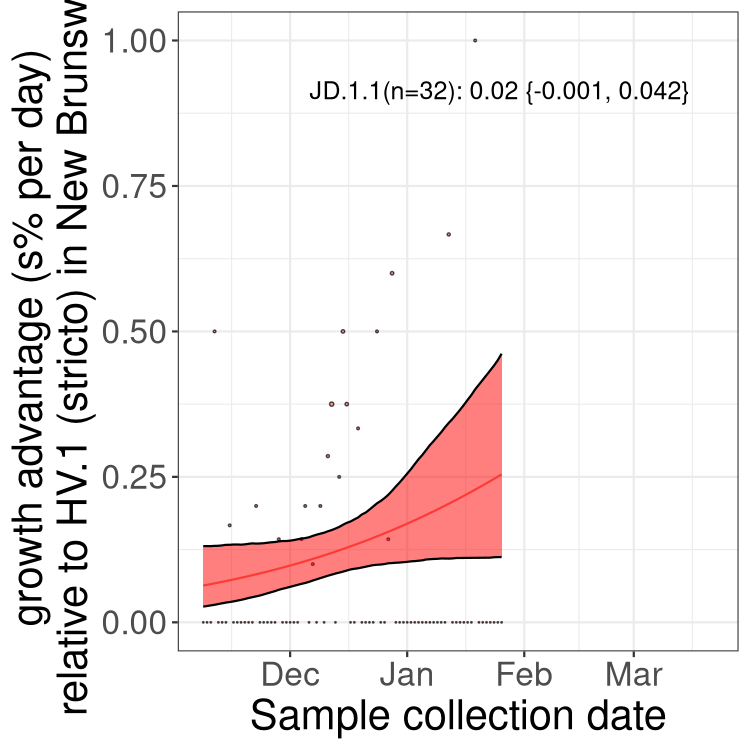 growth advantage (s% per day)
relative to HV.1 (stricto) in New Brunsw
1.00
0.75
0.50
0.25
0.00
JD.1.1(n=32): 0.02 {-0.001, 0.042}
Dec Jan Feb Mar
Sample collection date